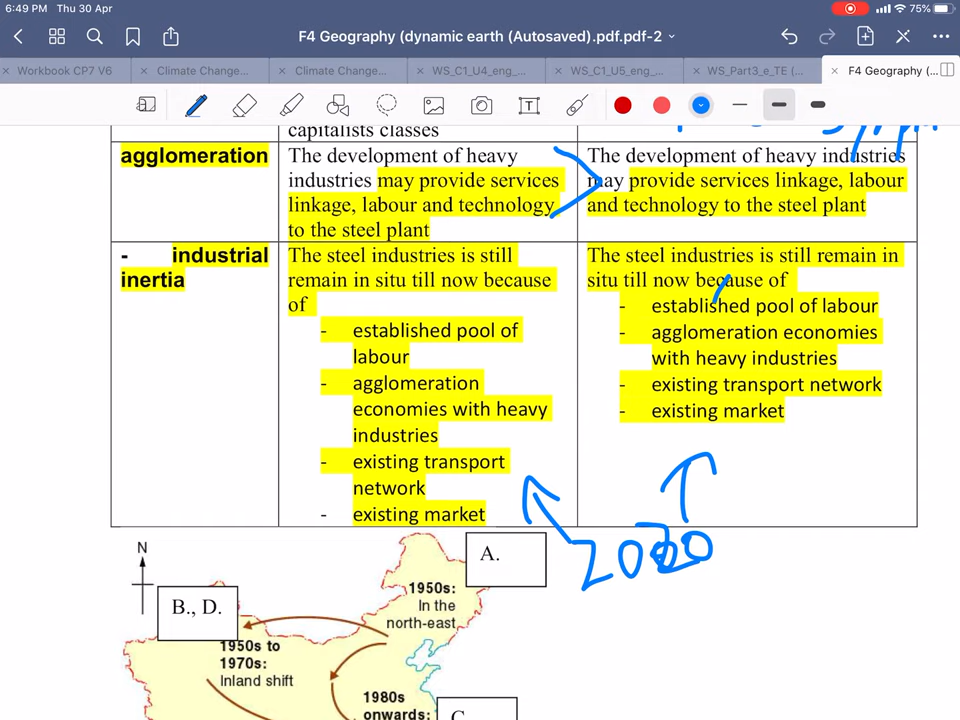 6:49 PM Thu 30 Apr
75%
F4 Geography (dynamic earth (Autosaved).pdf.pdf-2
Workbook CP7 V6
Climate Change...
Climate Change...
WS_C1_U4_eng_...
WS_C1_U5_eng_...
WS_Part3_e_TE (...
F4 Geography (...
capitalists classes
agglomeration
The development of heavy
industries may provide services
linkage, labour and technology
to the steel plant
The development of heavy industries
may provide services linkage, labour
and technology to the steel plant
- industrial
inertia
The steel industries is still
remain in situ till now because
of
- established pool of
labour
- agglomeration
economies with heavy
industries
- existing transport
network
- existing market
The steel industries is still remain in
situ till now because of
- established pool of labour
- agglomeration economies
with heavy industries
- existing transport network
- existing market
N
A.
B., D.
1950s:
In the
north-east
1950s to
1970s:
Inland shift
1980s
onwards: